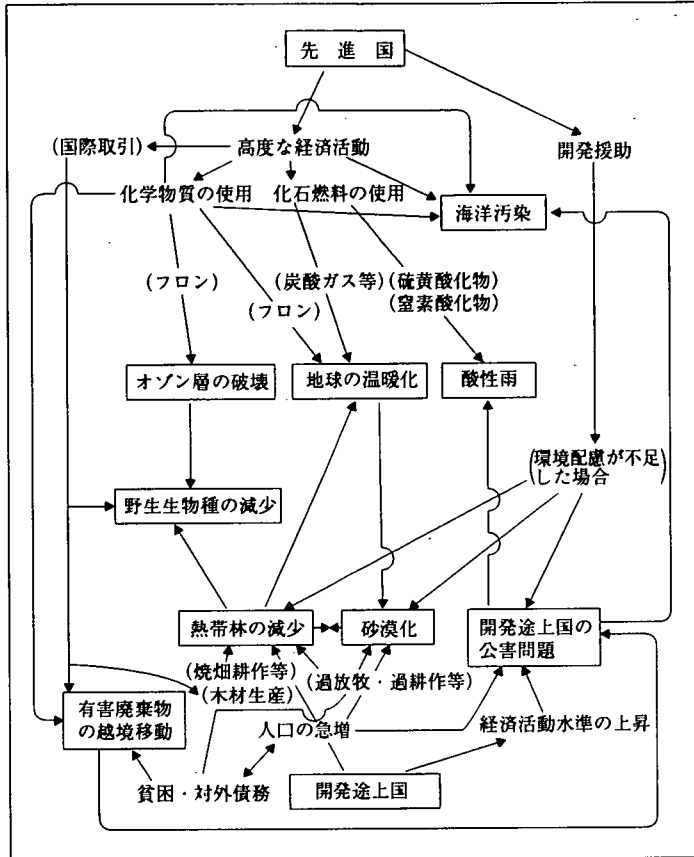 先進国
(国際取引)
高度な経済活動
開発援助
化学物質の使用
化石燃料の使用
海洋汚染
(フロン)
(炭酸ガス等)
(硫黄酸化物)
(フロン)
(窒素酸化物)
オゾン層の破壊
地球の温暖化
酸性雨
(環境配慮が不足
した場合)
野生生物種の減少
熱帯林の減少
砂漠化
開発途上国の
公害問題
(焼畑耕作等)
(過放牧・過耕作等)
(木材生産)
有害廃棄物
の越境移動
人口の急増
経済活動水準の上昇
貧困・対外債務
開発途上国